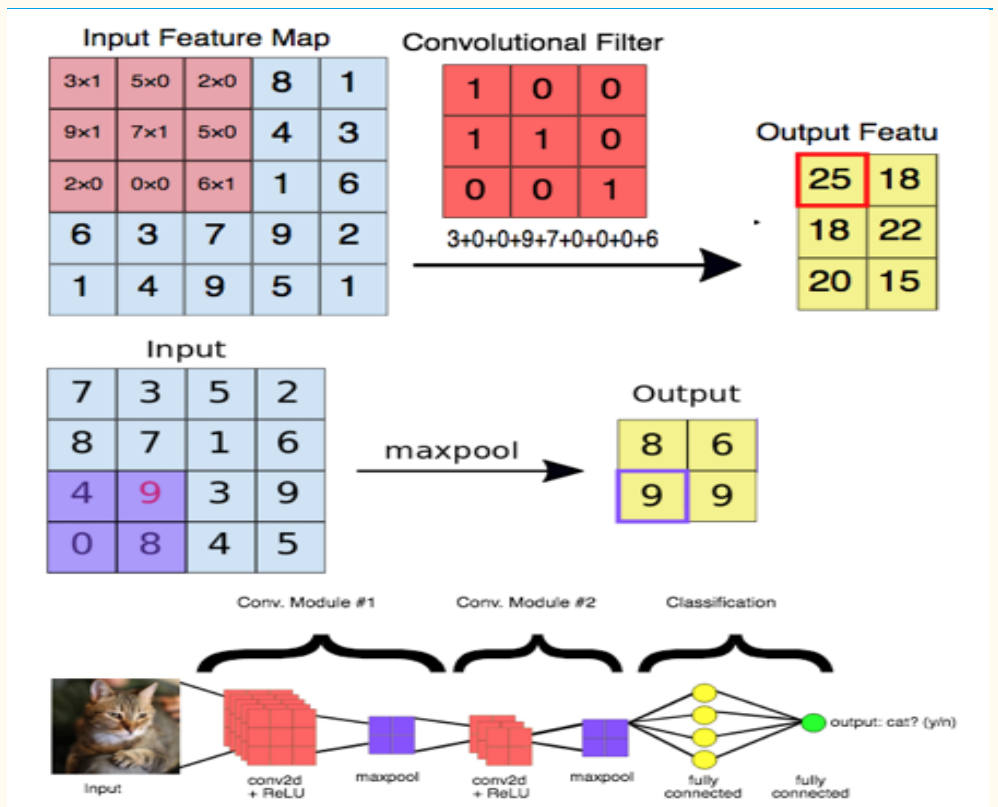 Input Feature Map
Convolutional Filter
3×1 5×0 2×0 8 1
9×1 7×1 5×0 4 3
2×0 0×0 6×1 1 6
6 3 7 9 2
1 4 9 5 1
1 0 0
1 1 0
0 0 1
3+0+0+9+7+0+0+0+6
Output Featu
25 18
18 22
20 15
Input
7 3 5 2
8 7 1 6
4 9 3 9
0 8 4 5
maxpool
Output
8 6
9 9
Conv. Module #1
Conv. Module #2
Classification
Input
conv2d
+ ReLU
maxpool
conv2d
+ ReLU
maxpool
fully
connected
fully
connected
output: cat? (y/n)